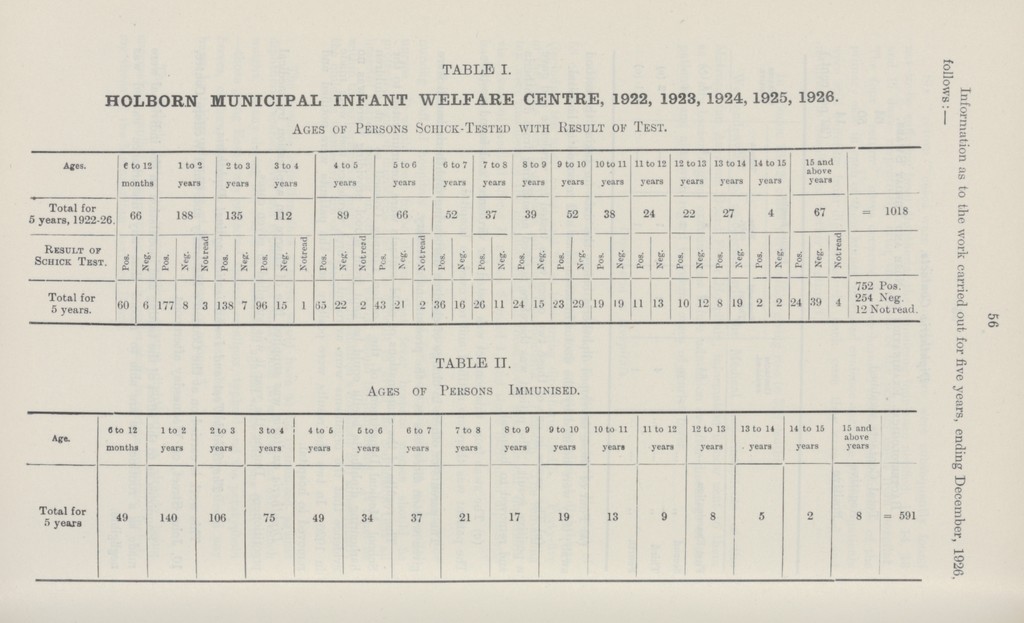 56
Information as to the work carried out for five years, ending December, 1926,
follows:—
TABLE I.
HOLBORN MUNICIPAL INFANT WELFARE CENTRE, 1922, 1923, 1924, 1925, 1926.
Ages of Persons Schick-Tested with Result of Test.
Ages. 6 to 12 months 1 to 2 years 2 to 3 years 3 to 4 years 4 to 5 years 5 to 6 years 6 to 7 years 7 to 8 years 8 to 9 years 9 to 10 years 10 to 11 years 11 to 12 years 12 to 13 years 13 to 14 years 14 to 15 years 15 and above years
Total for 5 years, 1922-26. 66 188 135 112 89 66 52 37 39 52 38 24 22 27 4 67 = 1018
Result of Schick Test. Pos. Neg. Pos. Neg. Not read Pos. Neg. Pos. Neg. Not read Pos. Neg. Not read Pos. Neg. Not read Pos. Neg. Pos. Neg. Pos. Neg. Pos. Neg. Pos. Neg. Pos. Neg. Pos. Neg. Pos. Neg. Pos. Neg. Pos. Neg. Not read
Total for 5 years. 60 6 177 8 3 138 7 96 15 1 65 22 2 43 21 2 36 16 26 11 24 15 23 29 19 19 11 13 10 12 8 19 2 2 24 39 4 752 Pos. 254 Neg. 12 Not read.
TABLE II.
Ages of Persons Immunised.
Age. 6 to 12 months 1 to 2 years 2 to 3 years 3 to 4 years 4 to 5 years 5 to 6 years 6 to 7 years 7 to 8 years 8 to 9 years 9 to 10 years 10 to 11 years 11 to 12 years 12 to 13 years 13 to 14 years 14 to 15 years 15 and above years
Total for 5 years 49 140 106 75 49 34 37 21 17 19 13 9 8 5 2 8 = 591